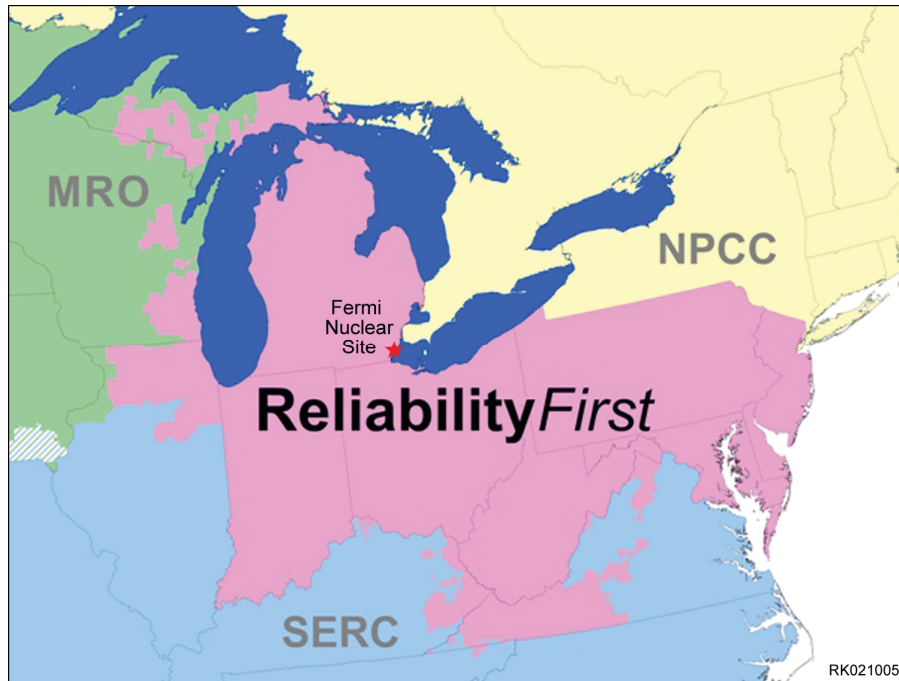 MRO
NPCC
Fermi
Nuclear
Site
ReliabilityFirst
SERC
RK021005